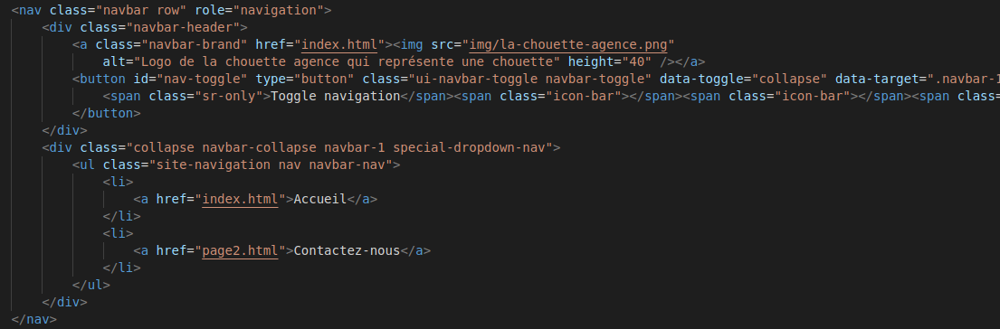 <nav class="navbar row" role="navigation">
<div class="navbar-header">
<a class="navbar-brand" href="index.html"><img src="img/la-chouette-agence.png"
alt="Logo de la chouette agence qui représente une chouette" height="40" /></a>
<button id="nav-toggle" type="button" class="ui-navbar-toggle navbar-toggle" data-toggle="collapse" data-target=".navbar-1
<span class="sr-only">Toggle navigation</span><span class="icon-bar"></span><span class="icon-bar"></span><span class=
</button>
</div>
<div class="collapse navbar-collapse navbar-1 special-dropdown-nav">
<ul class="site-navigation nav navbar-nav">
<li>
<a href="index.html">Accueil</a>
</li>
<li>
<a href="page2.html">Contactez-nous</a>
</li>
</ul>
</div>
</nav>